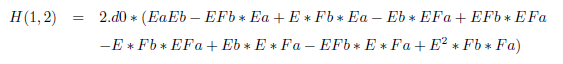 H(1,2) = 2.d0 ∗ (EaEb − EFb ∗ Ea + E ∗ Fb ∗ Ea − Eb ∗ EFa + EFb ∗ EFa
−E ∗ Fb ∗ EFa + Eb ∗ E ∗ Fa − EFb ∗ E ∗ Fa + E² ∗ Fb ∗ Fa)